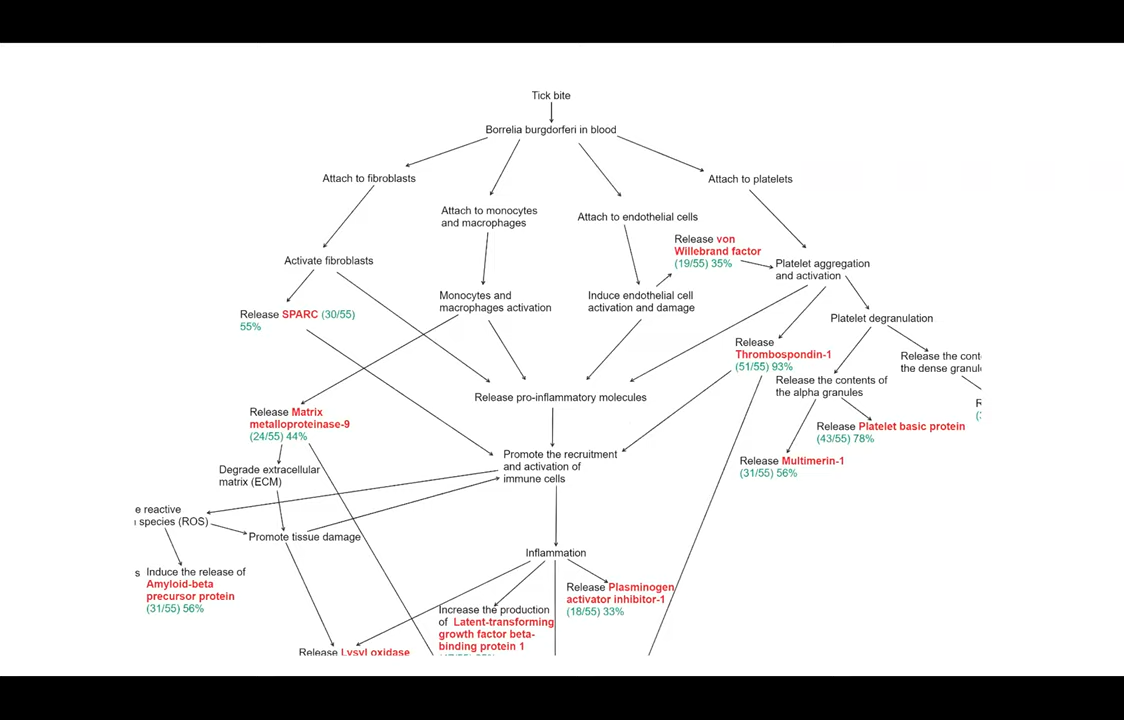 Tick bite
Borrelia burgdorferi in blood
Attach to fibroblasts
Attach to platelets
Attach to monocytes
and macrophages
Attach to endothelial cells
Release von
Willebrand factor
(19/55) 35%
Activate fibroblasts
Platelet aggregation
and activation
Monocytes and
macrophages activation
Induce endothelial cell
activation and damage
Release SPARC (30/55)
55%
Platelet degranulation
Release
Thrombospondin-1
(51/55) 93%
Release the
the dense
Release the contents of
the alpha granules
Release pro-inflammatory molecules
Release Matrix
metalloproteinase-9
(24/55) 44%
Release Platelet basic protein
(43/55) 78%
Promote the recruitment
and activation of
immune cells
Release Multimerin-1
(31/55) 56%
Degrade extracellular
matrix (ECM)
reactive
species (ROS)
Promote tissue damage
Inflammation
Induce the release of
Amyloid-beta
precursor protein
(31/55) 56%
Release Plasminogen
activator inhibitor-1
(18/55) 33%
Increase the production
of Latent-transforming
growth factor beta-
binding protein 1
Release Lysyl oxidase